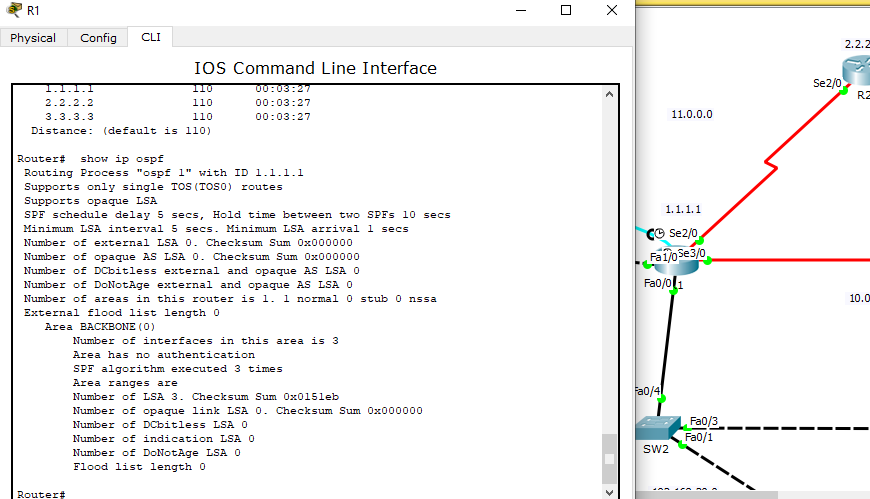 R1
Physical Config CLI
IOS Command Line Interface
1.1.1.1 110 00:03:27
2.2.2.2 110 00:03:27
3.3.3.3 110 00:03:27
Distance: (default is 110)
Router# show ip ospf
Routing Process "ospf 1" with ID 1.1.1.1
Supports only single TOS(TOS0) routes
Supports opaque LSA
SPF schedule delay 5 secs, Hold time between two SPFs 10 secs
Minimum LSA interval 5 secs. Minimum LSA arrival 1 secs
Number of external LSA 0. Checksum Sum 0x000000
Number of opaque AS LSA 0. Checksum Sum 0x000000
Number of DCbitless external and opaque AS LSA 0
Number of DoNotAge external and opaque AS LSA 0
Number of areas in this router is 1. 1 normal 0 stub 0 nssa
External flood list length 0
Area BACKBONE(0)
Number of interfaces in this area is 3
Area has no authentication
SPF algorithm executed 3 times
Area ranges are
Number of LSA 3. Checksum Sum 0x0151eb
Number of opaque link LSA 0. Checksum Sum 0x000000
Number of DCbitless LSA 0
Number of indication LSA 0
Number of DoNotAge LSA 0
Flood list length 0
Router#
2.2.2
Se2/0
R2
11.0.0.0
1.1.1.1
Se2/0
Se3/0
Fa1/0
Fa0/0
10.0
Fa0/4
Fa0/3
Fa0/1
SW2